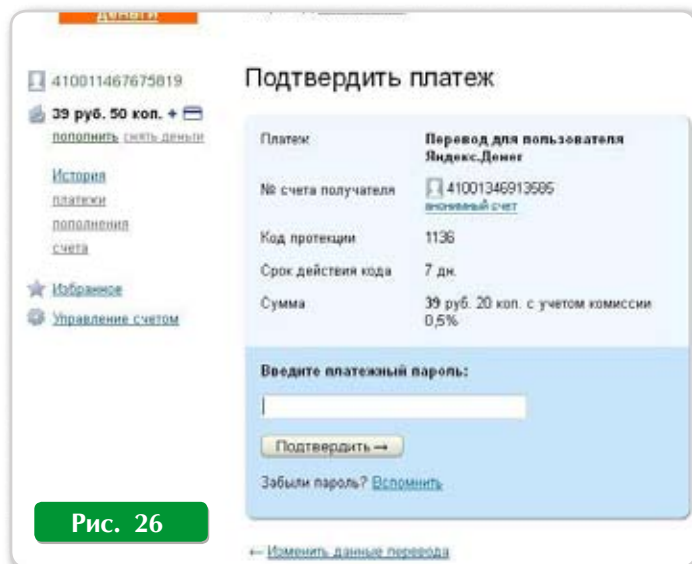 деньги
410011467675819
39 руб. 50 коп. +
пополнить снять деньги
История
платежи
пополнения
счета
Избранное
Управление счетом
Подтвердить платеж
Платеж Перевод для пользователя
Яндекс.Денег
№ счета получателя 41001346913585
анонимный счет
Код протекции 1136
Срок действия кода 7 дн.
Сумма 39 руб. 20 коп. с учетом комиссии
0,5%
Введите платежный пароль:
Подтвердить →
Забыли пароль? Вспомнить
← Изменить данные перевода
Рис. 26